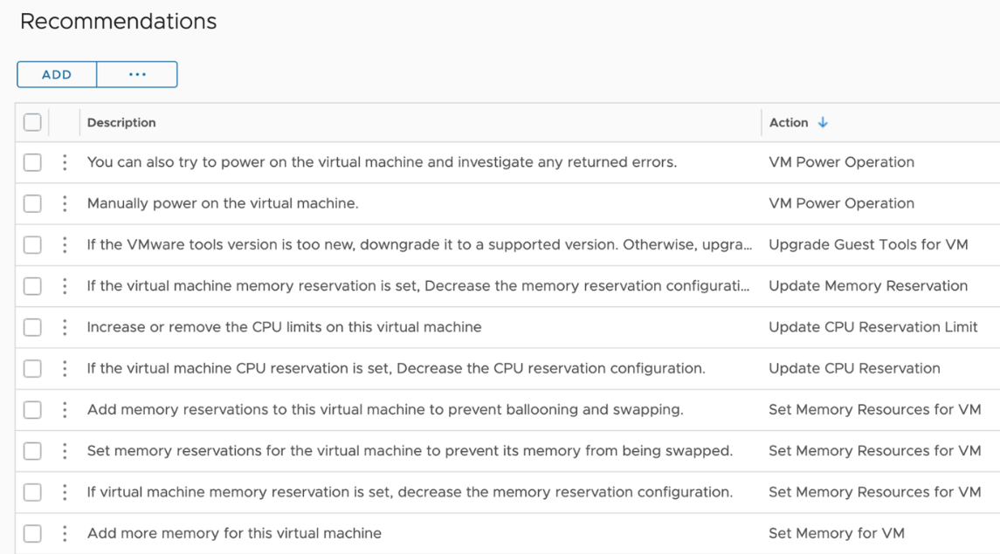 Recommendations
ADD ...
Description Action ↓
You can also try to power on the virtual machine and investigate any returned errors. VM Power Operation
Manually power on the virtual machine. VM Power Operation
If the VMware tools version is too new, downgrade it to a supported version. Otherwise, upgra... Upgrade Guest Tools for VM
If the virtual machine memory reservation is set, Decrease the memory reservation configurati... Update Memory Reservation
Increase or remove the CPU limits on this virtual machine Update CPU Reservation Limit
If the virtual machine CPU reservation is set, Decrease the CPU reservation configuration. Update CPU Reservation
Add memory reservations to this virtual machine to prevent ballooning and swapping. Set Memory Resources for VM
Set memory reservations for the virtual machine to prevent its memory from being swapped. Set Memory Resources for VM
If virtual machine memory reservation is set, decrease the memory reservation configuration. Set Memory Resources for VM
Add more memory for this virtual machine Set Memory for VM